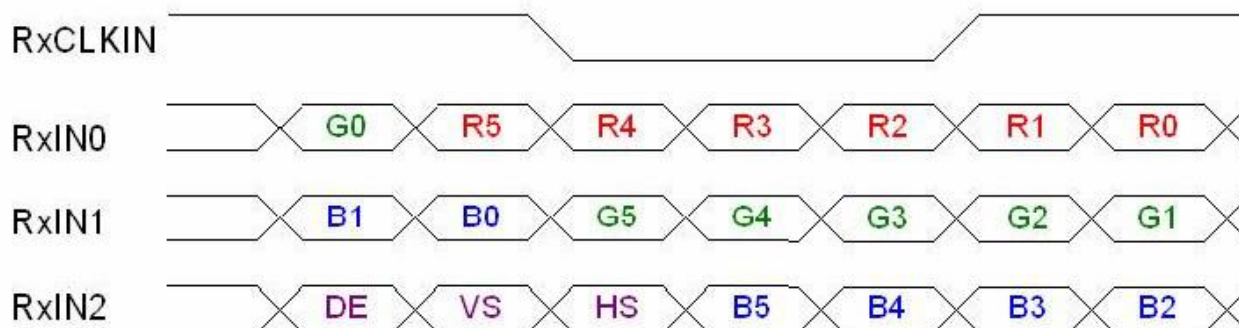 RxCLKIN
RxIN0 G0 R5 R4 R3 R2 R1 R0
RxIN1 B1 B0 G5 G4 G3 G2 G1
RxIN2 DE VS HS B5 B4 B3 B2